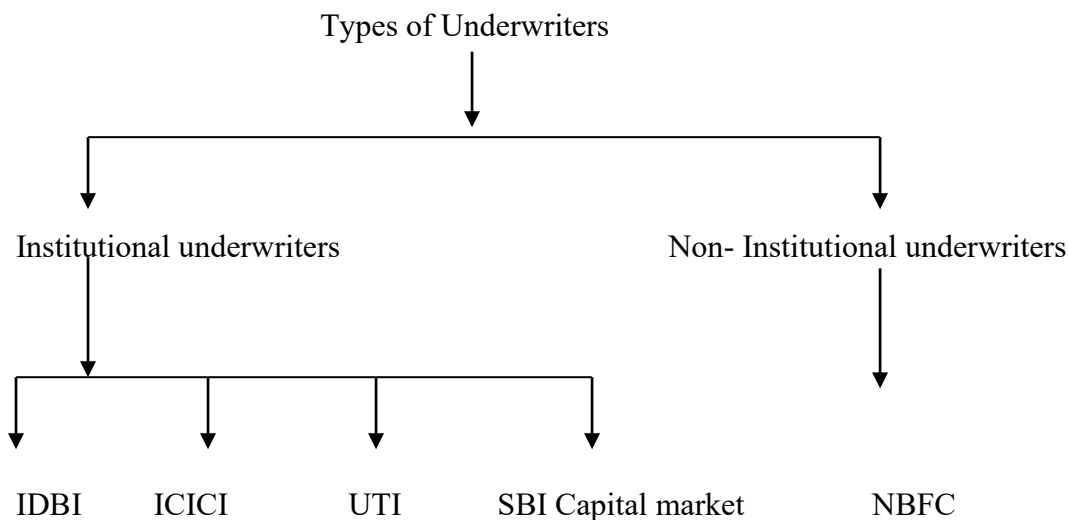 Types of Underwriters
Institutional underwriters Non- Institutional underwriters
IDBI ICICI UTI SBI Capital market NBFC